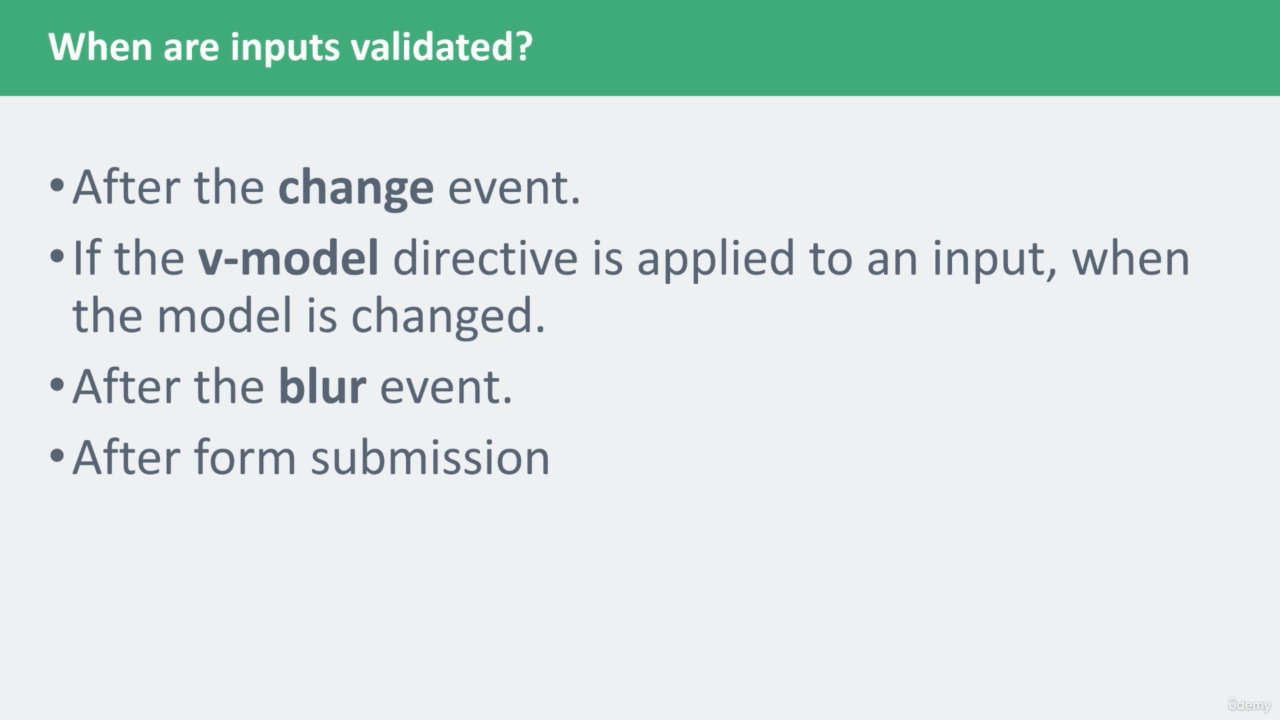 When are inputs validated?
•After the change event.
•If the v-model directive is applied to an input, when
the model is changed.
•After the blur event.
•After form submission
ûdemy